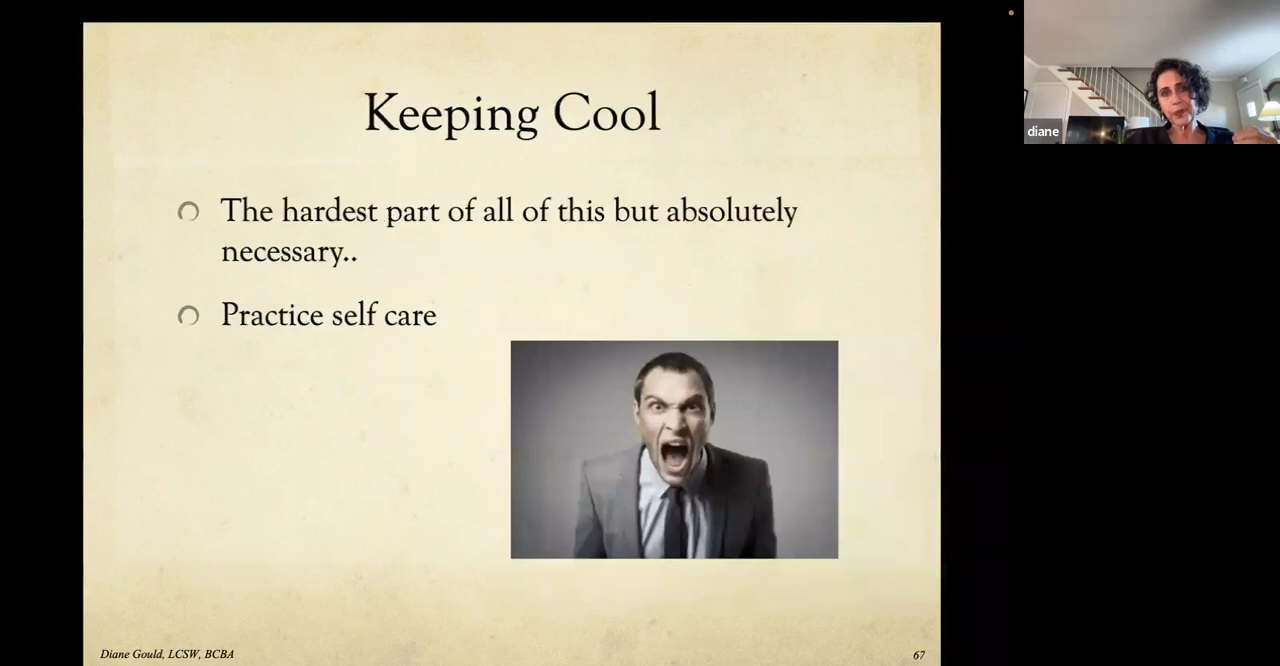 Keeping Cool
The hardest part of all of this but absolutely
necessary..
Practice self care
Diane Gould, LCSW, BCBA
67
diane